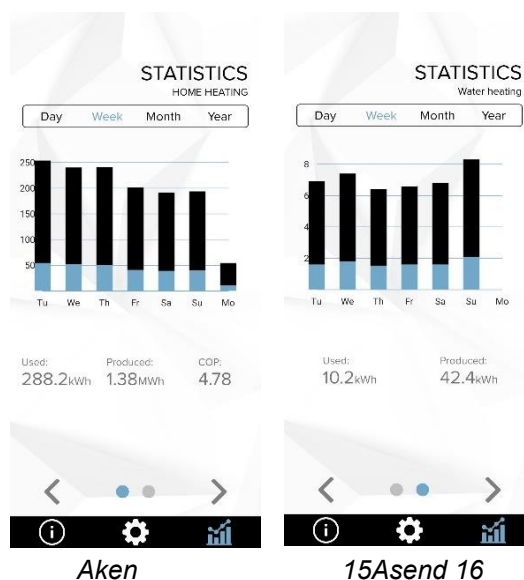 STATISTICS
HOME HEATING
Day Week Month Year
250
200
150
100
50
Tu We Th Fr Sa Su Mo
Used: Produced: COP:
288.2kWh 1.38MWh 4.78
Aken
STATISTICS
Water heating
Day Week Month Year
8
6
4
2
Tu We Th Fr Sa Su Mo
Used: Produced:
10.2kWh 42.4kWh
15Asend 16